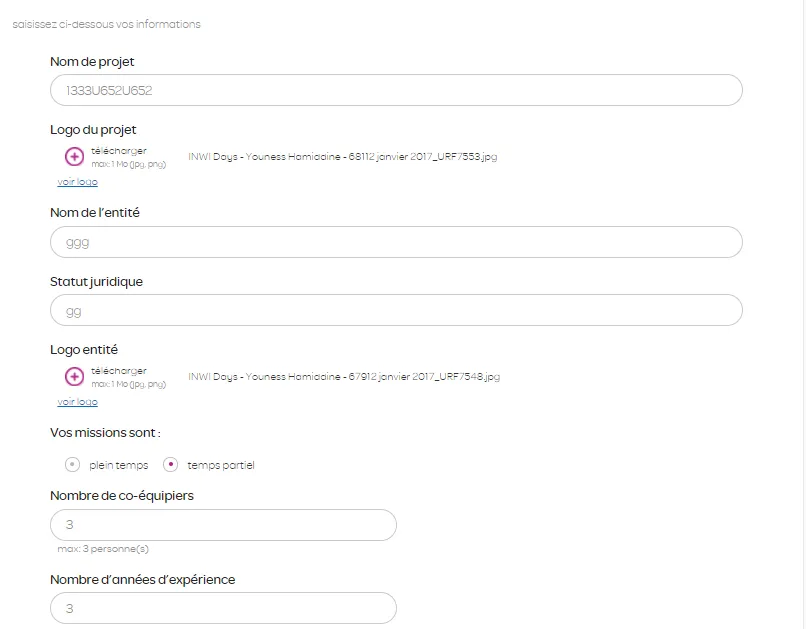 saisissez ci-dessous vos informations
Nom de projet
1333U652U652
Logo du projet
télécharger
max: 1 Mo (jpg, png)
INWI Days - Youness Hamiddine - 68112 janvier 2017_URF7553.jpg
voir logo
Nom de l'entité
ggg
Statut juridique
gg
Logo entité
télécharger
max: 1 Mo (jpg, png)
INWI Days - Youness Hamiddine - 67912 janvier 2017_URF7548.jpg
voir logo
Vos missions sont :
plein temps temps partiel
Nombre de co-équipiers
3
max: 3 personne(s)
Nombre d'années d'expérience
3